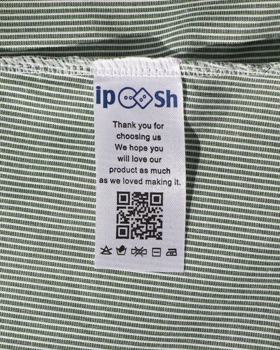 ip Sh
Thank you for
choosing us
We hope you
will love our
product as much
as we loved making it.